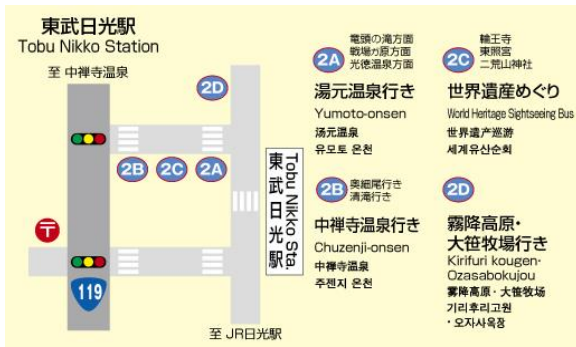 東武日光駅
Tobu Nikko Station
至 中禅寺温泉
2D
2B
2C
2A
Tobu Nikko Sta.
東武日光駅
〒
119
至 JR日光駅
2A
竜頭の滝方面
戦場ガ原方面
光徳温泉方面
湯元温泉行き
Yumoto-onsen
汤元温泉
유모토 온천
2C
輪王寺
東照宮
二荒山神社
世界遺産めぐり
World Heritage Sightseeing Bus
世界遗产巡游
세계유산순회
2B
奥細尾行き
清滝行き
中禅寺温泉行き
Chuzenji-onsen
中禅寺温泉
주젠지 온천
2D
霧降高原・
大笹牧場行き
Kirifuri kougen·
Ozasabokujou
雾降高原・大笹牧场
기리후리고원
・오자사목장